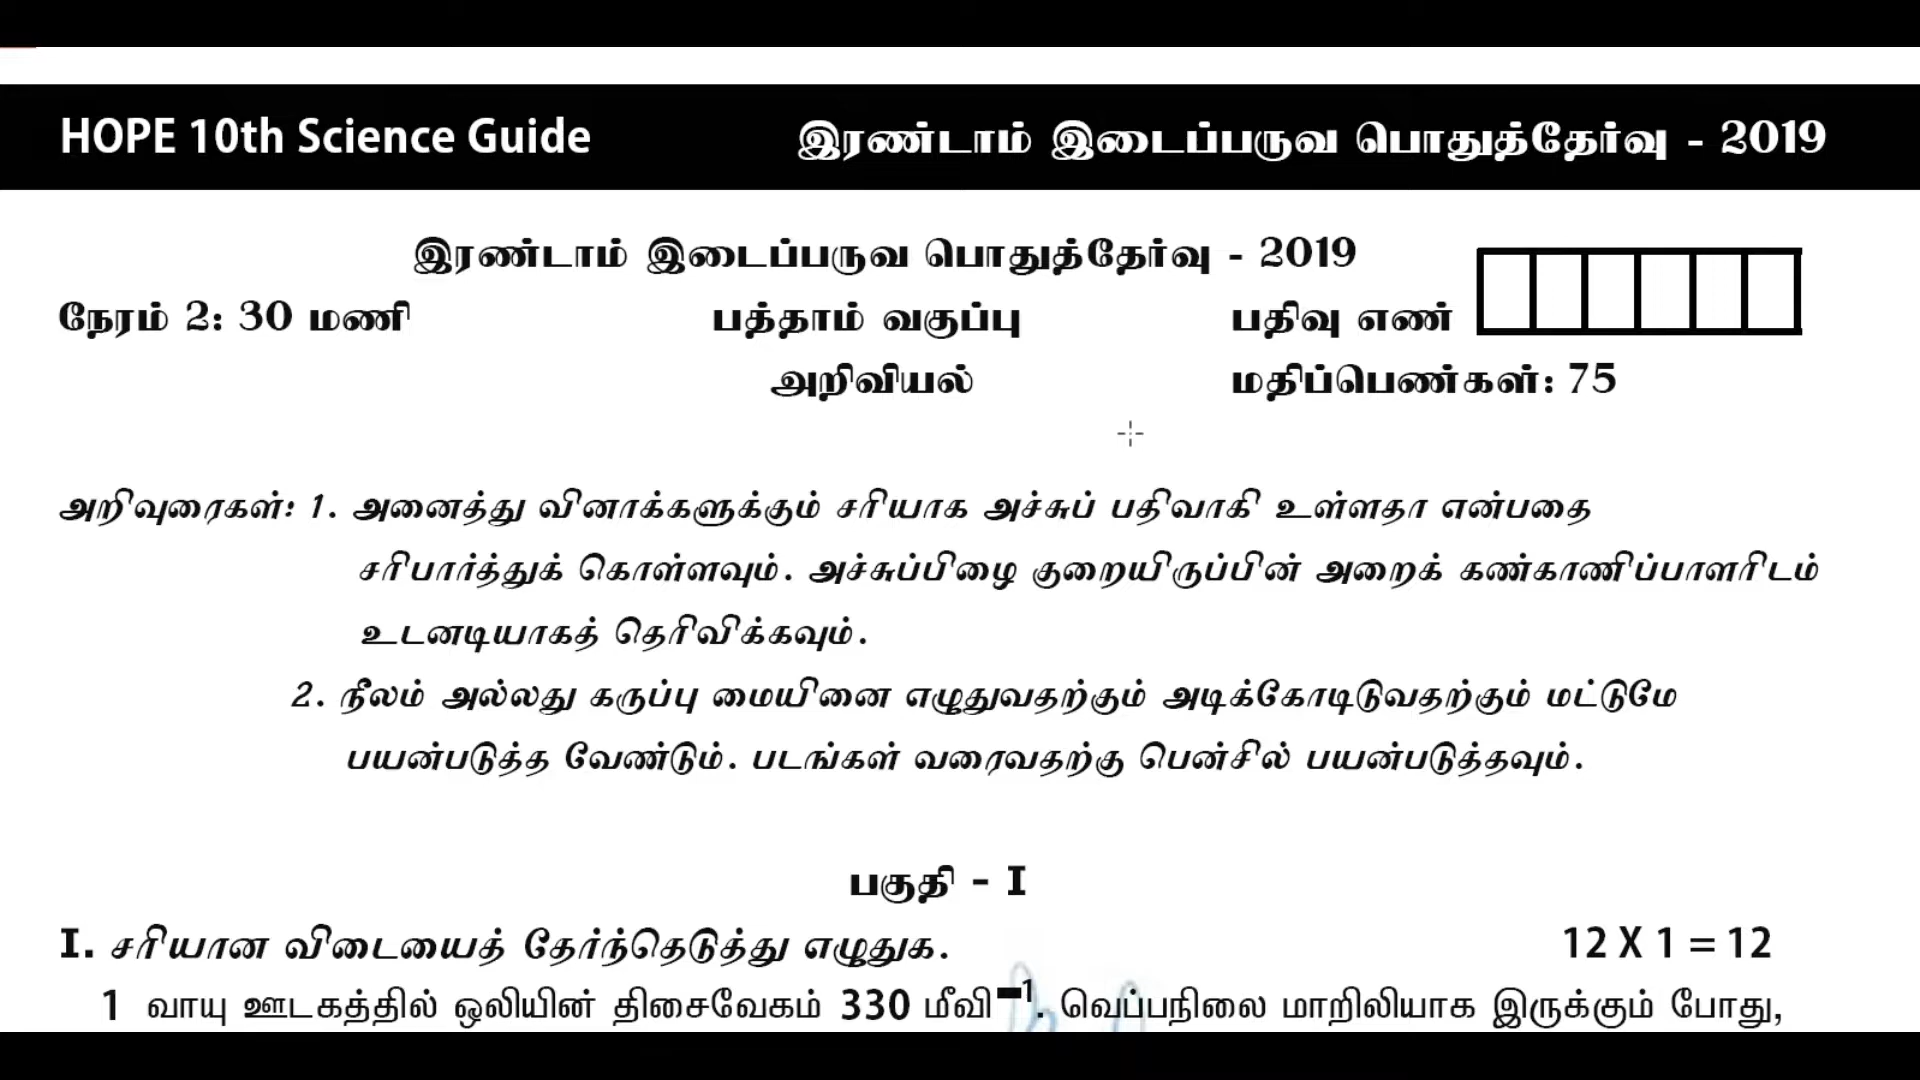 HOPE 10th Science Guide இரண்டாம் இடைப்பருவ பொதுத்தேர்வு - 2019
இரண்டாம் இடைப்பருவ பொதுத்தேர்வு - 2019
நேரம் 2: 30 மணி பத்தாம் வகுப்பு பதிவு எண்
அறிவியல் மதிப்பெண்கள்: 75
அறிவுரைகள்: 1. அனைத்து வினாக்களுக்கும் சரியாக அச்சுப் பதிவாகி உள்ளதா என்பதை
சரிபார்த்துக் கொள்ளவும். அச்சுப்பிழை குறையிருப்பின் அறைக் கண்காணிப்பாளரிடம்
உடனடியாகத் தெரிவிக்கவும்.
2. நீலம் அல்லது கருப்பு மையினை எழுதுவதற்கும் அடிக்கோடிடுவதற்கும் மட்டுமே
பயன்படுத்த வேண்டும். படங்கள் வரைவதற்கு பென்சில் பயன்படுத்தவும்.
பகுதி - I
I. சரியான விடையைத் தேர்ந்தெடுத்து எழுதுக. 12 X 1 = 12
1 வாயு ஊடகத்தில் ஒலியின் திசைவேகம் 330 மீவி⁻¹. வெப்பநிலை மாறிலியாக இருக்கும் போது,